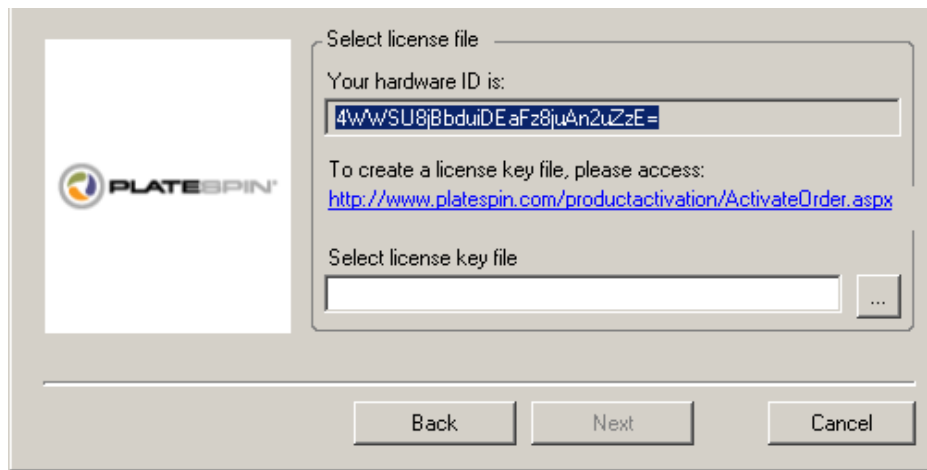 Select license file
Your hardware ID is:
4WWSU8jBbduiDEaFz8juAn2uZzE=
To create a license key file, please access:
http://www.platespin.com/productactivation/ActivateOrder.aspx
PLATESPIN
Select license key file
...
Back Next Cancel